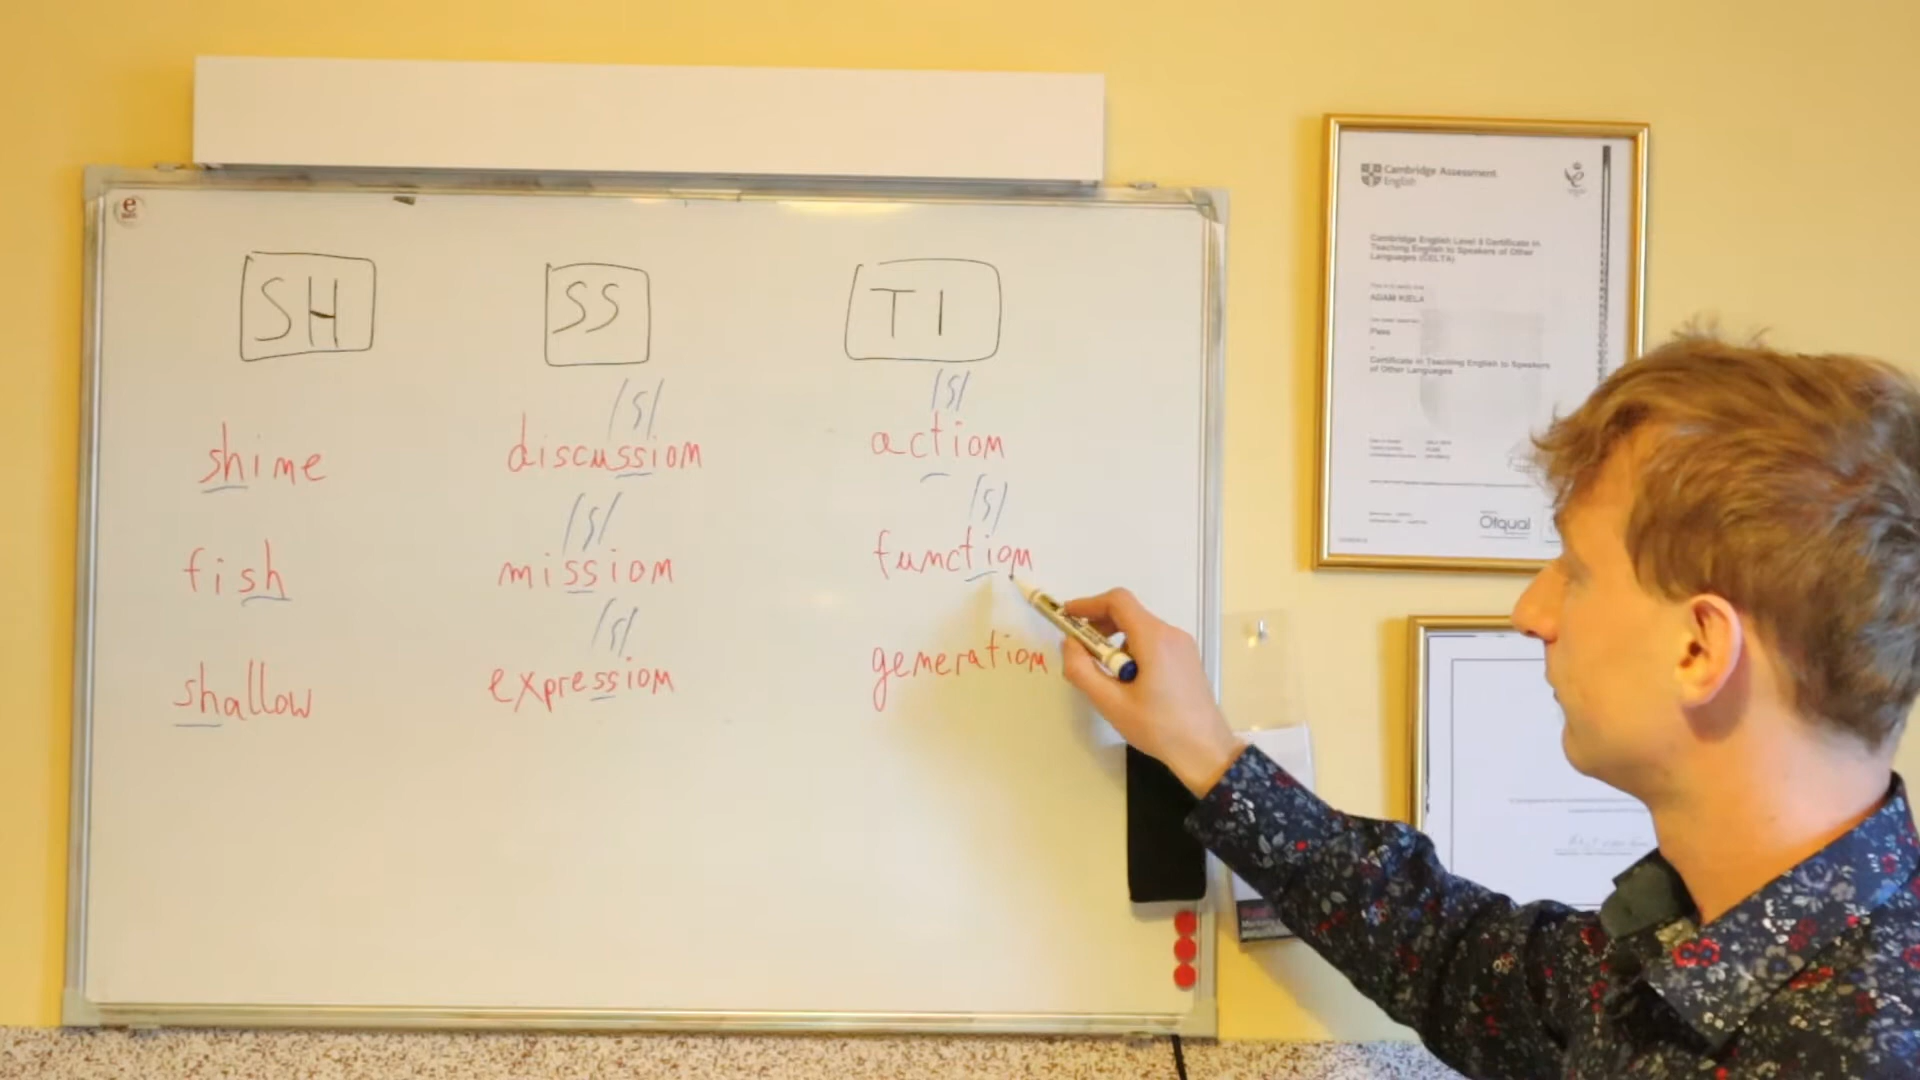 SH SS TI
/ʃ/ /ʃ/
shine discussion action
/ʃ/ /ʃ/
fish mission function
/ʃ/
shallow expression generation
Cambridge Assessment
English
Cambridge English Level 5 Certificate in
Teaching English to Speakers of Other
Languages (CELTA)
ADAM KIELA
Pass
Certificate in Teaching English to Speakers
of Other Languages
Ofqual